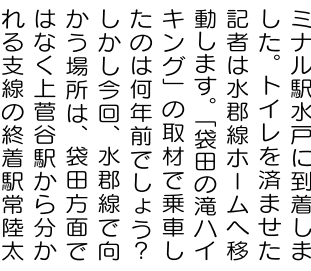 ミナル駅水戸に到着しま
した。トイレを済ませた
記者は水郡線ホームへ移
動します。「袋田の滝ハイ
キング」の取材で乗車し
たのは何年前でしょう?
しかし今回、水郡線で向
かう場所は、袋田方面で
はなく上菅谷駅から分か
れる支線の終着駅常陸太